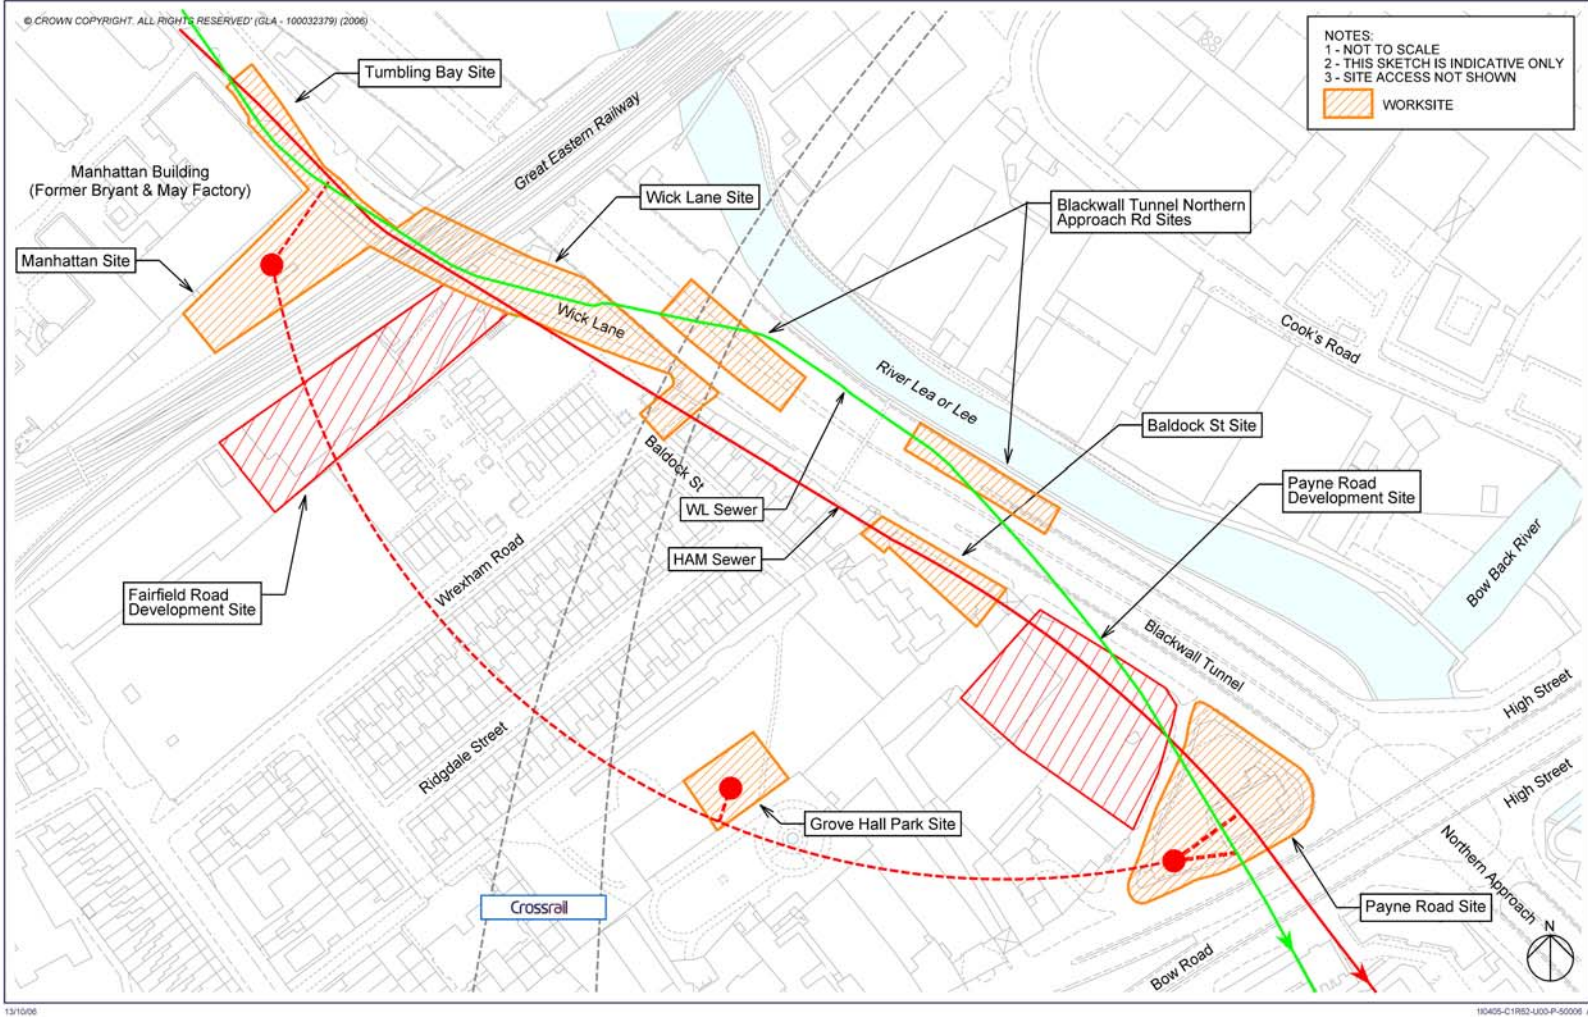 © CROWN COPYRIGHT. ALL RIGHTS RESERVED' (GLA - 100032379) (2006)
NOTES:
1 - NOT TO SCALE
2 - THIS SKETCH IS INDICATIVE ONLY
3 - SITE ACCESS NOT SHOWN
WORKSITE
Tumbling Bay Site
Great Eastern Railway
Manhattan Building
(Former Bryant & May Factory)
Wick Lane Site
Blackwall Tunnel Northern
Approach Rd Sites
Manhattan Site
Wick Lane
Cook's Road
River Lea or Lee
Baldock St Site
Baldock St
WL Sewer
Payne Road
Development Site
HAM Sewer
Bow Back River
Wrexham Road
Fairfield Road
Development Site
Blackwall Tunnel
High Street
Ridgdale Street
High Street
Grove Hall Park Site
Northern Approach
Crossrail
Payne Road Site
N
Bow Road
13/10/06